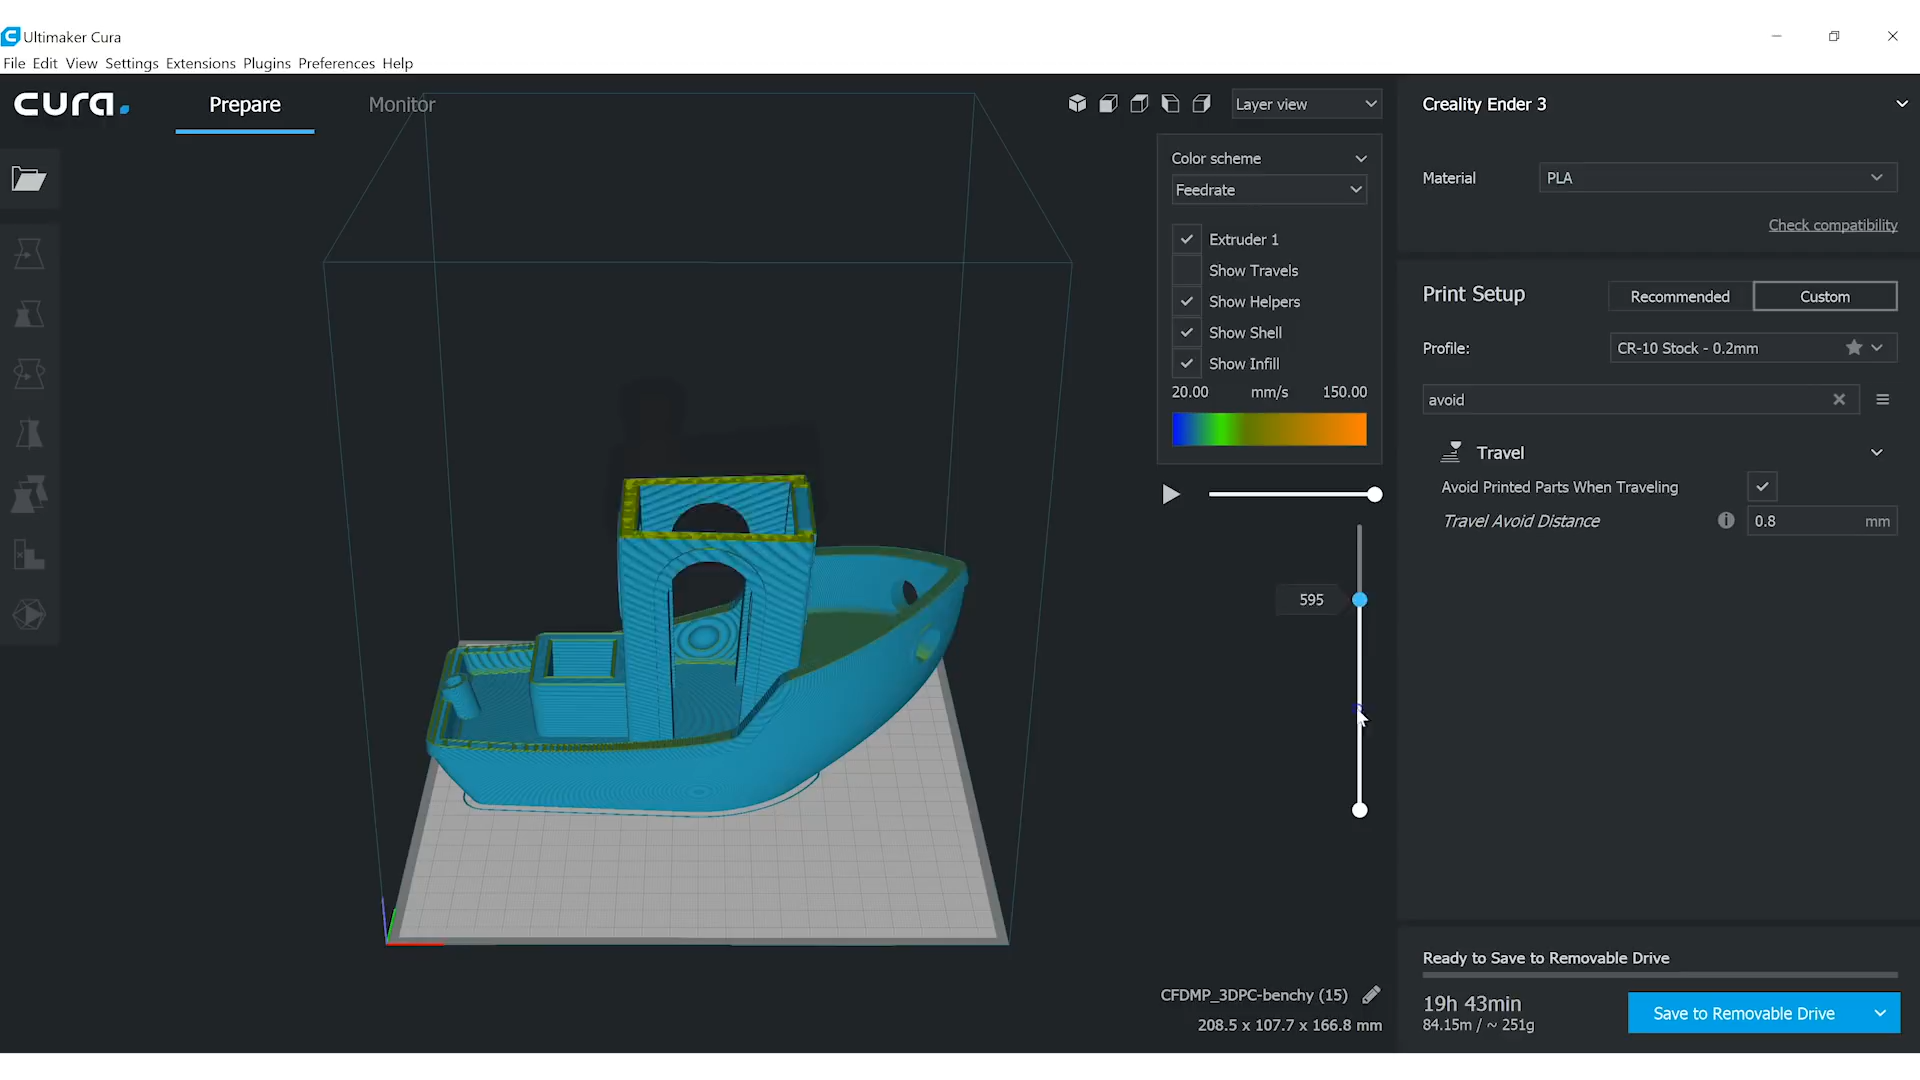 Ultimaker Cura
File Edit View Settings Extensions Plugins Preferences Help
cura.
Prepare
Monitor
Layer view
Color scheme
Feedrate
Extruder 1
Show Travels
Show Helpers
Show Shell
Show Infill
20.00 mm/s 150.00
595
CFDMP_3DPC-benchy (15)
208.5 x 107.7 x 166.8 mm
Creality Ender 3
Material PLA
Check compatibility
Print Setup Recommended Custom
Profile: CR-10 Stock - 0.2mm
avoid
Travel
Avoid Printed Parts When Traveling
Travel Avoid Distance 0.8 mm
Ready to Save to Removable Drive
19h 43min
84.15m / ~ 251g
Save to Removable Drive